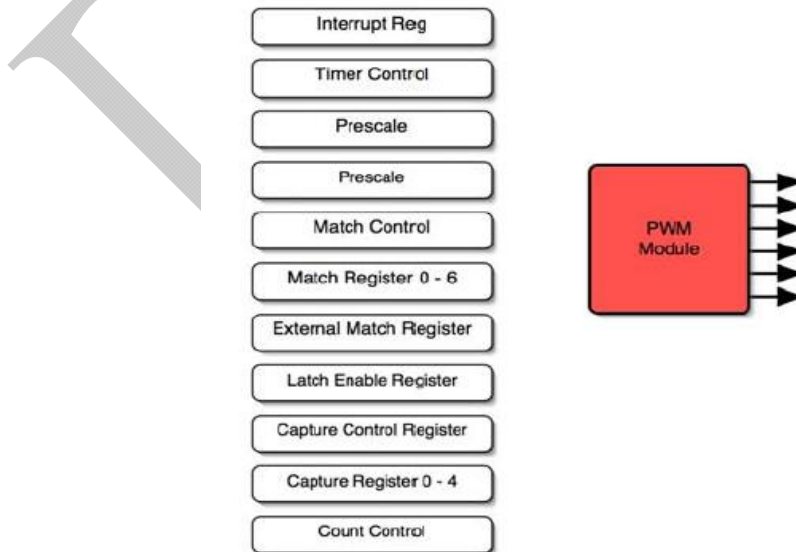 Interrupt Reg
Timer Control
Prescale
Prescale
Match Control
Match Register 0 - 6
External Match Register
Latch Enable Register
Capture Control Register
Capture Register 0 - 4
Count Control
PWM
Module